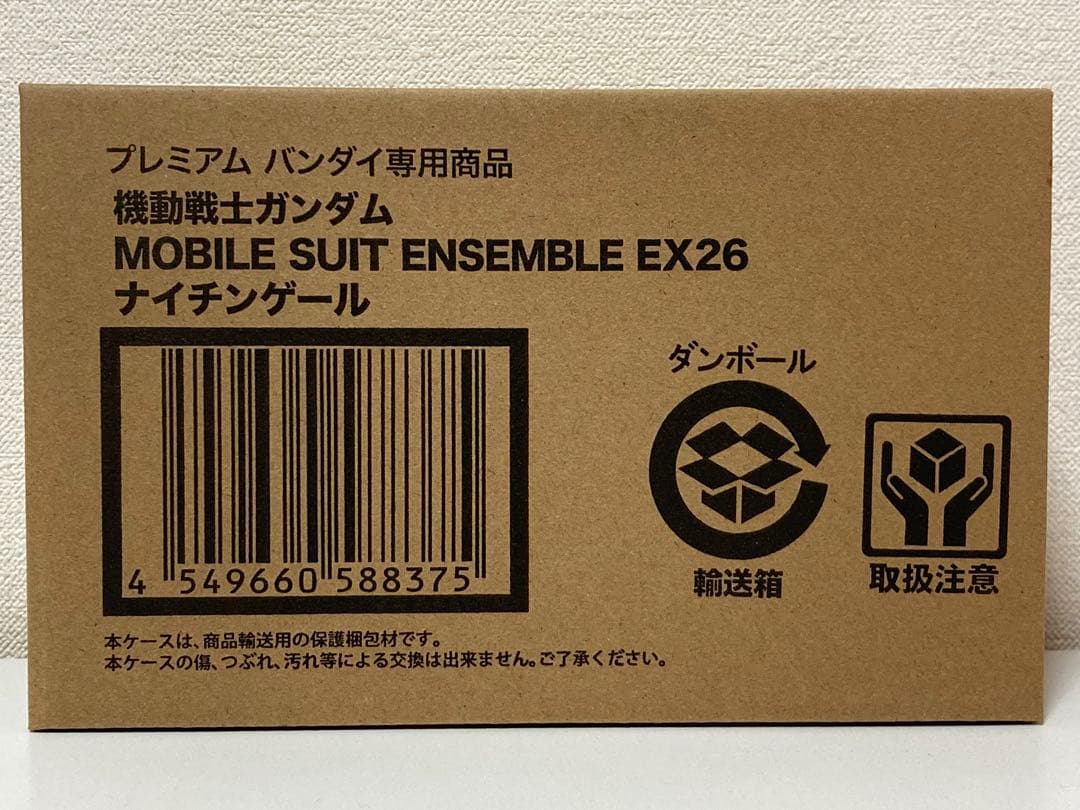 プレミアム バンダイ専用商品
機動戦士ガンダム
MOBILE SUIT ENSEMBLE EX26
ナイチンゲール
4 549660 588375
ダンボール
輸送箱
取扱注意
本ケースは、商品輸送用の保護梱包材です。
本ケースの傷、つぶれ、汚れ等による交換は出来ません。ご了承ください。